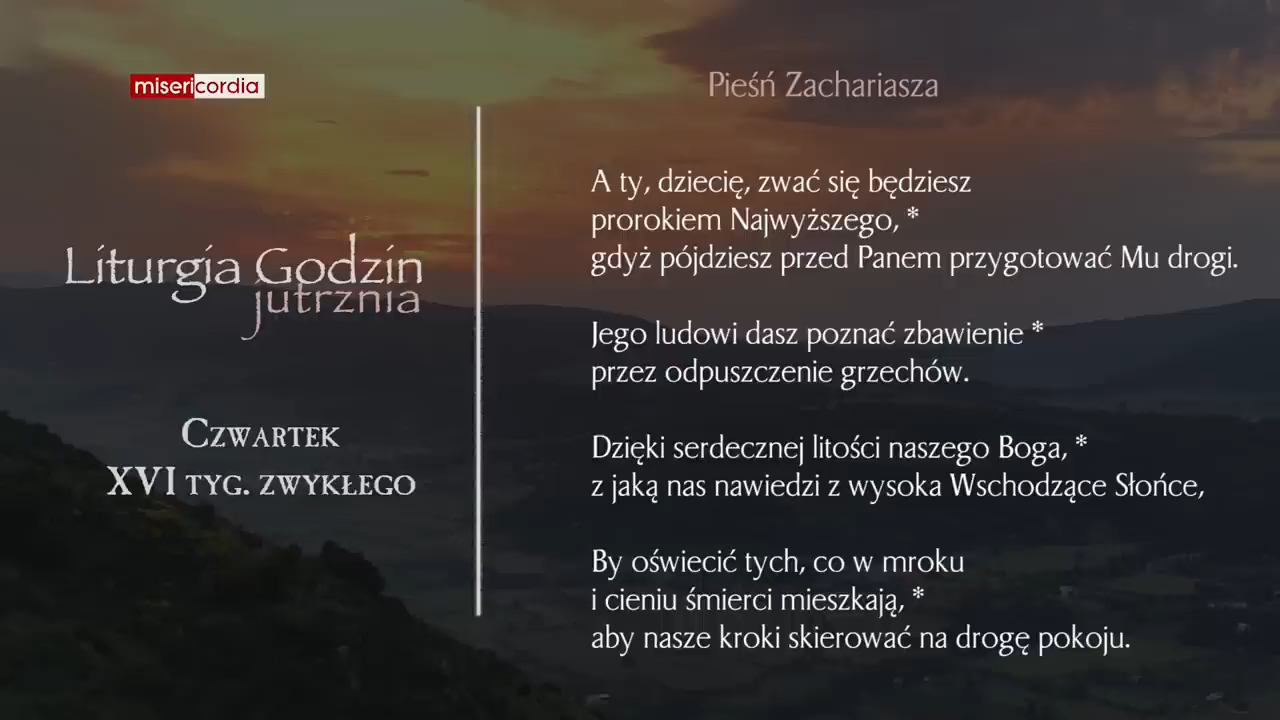 misericordia
Liturgia Godzin
jutrznia
Czwartek
XVI tyg. zwykłego
Pieśń Zachariasza
A ty, dziecię, zwać się będziesz
prorokiem Najwyższego, *
gdyż pójdziesz przed Panem przygotować Mu drogi.
Jego ludowi dasz poznać zbawienie *
przez odpuszczenie grzechów.
Dzięki serdecznej litości naszego Boga, *
z jaką nas nawiedzi z wysoka Wschodzące Słońce,
By oświecić tych, co w mroku
i cieniu śmierci mieszkają, *
aby nasze kroki skierować na drogę pokoju.